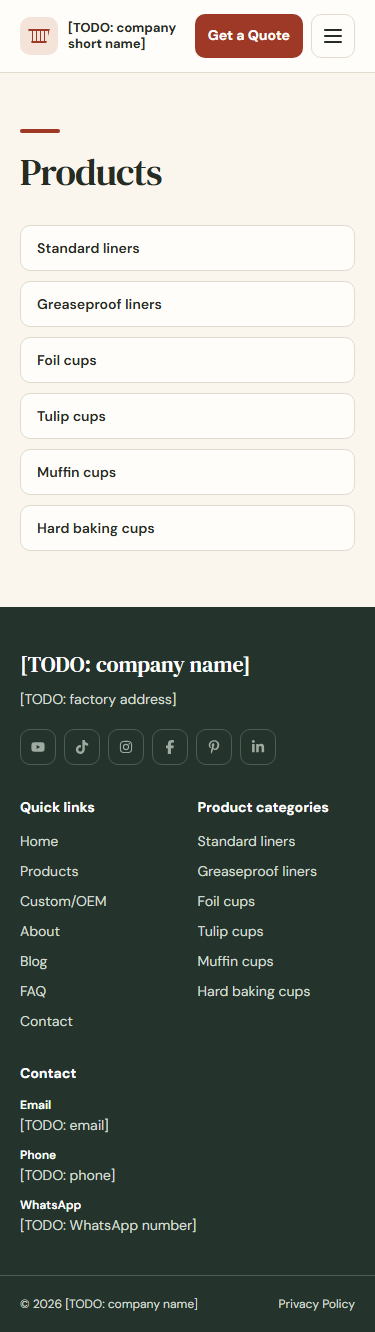 [TODO: company
short name]
Get a Quote
Products
Standard liners
Greaseproof liners
Foil cups
Tulip cups
Muffin cups
Hard baking cups
[TODO: company name]
[TODO: factory address]
Quick links
Home
Products
Custom/OEM
About
Blog
FAQ
Contact
Product categories
Standard liners
Greaseproof liners
Foil cups
Tulip cups
Muffin cups
Hard baking cups
Contact
Email
[TODO: email]
Phone
[TODO: phone]
WhatsApp
[TODO: WhatsApp number]
© 2026 [TODO: company name]
Privacy Policy